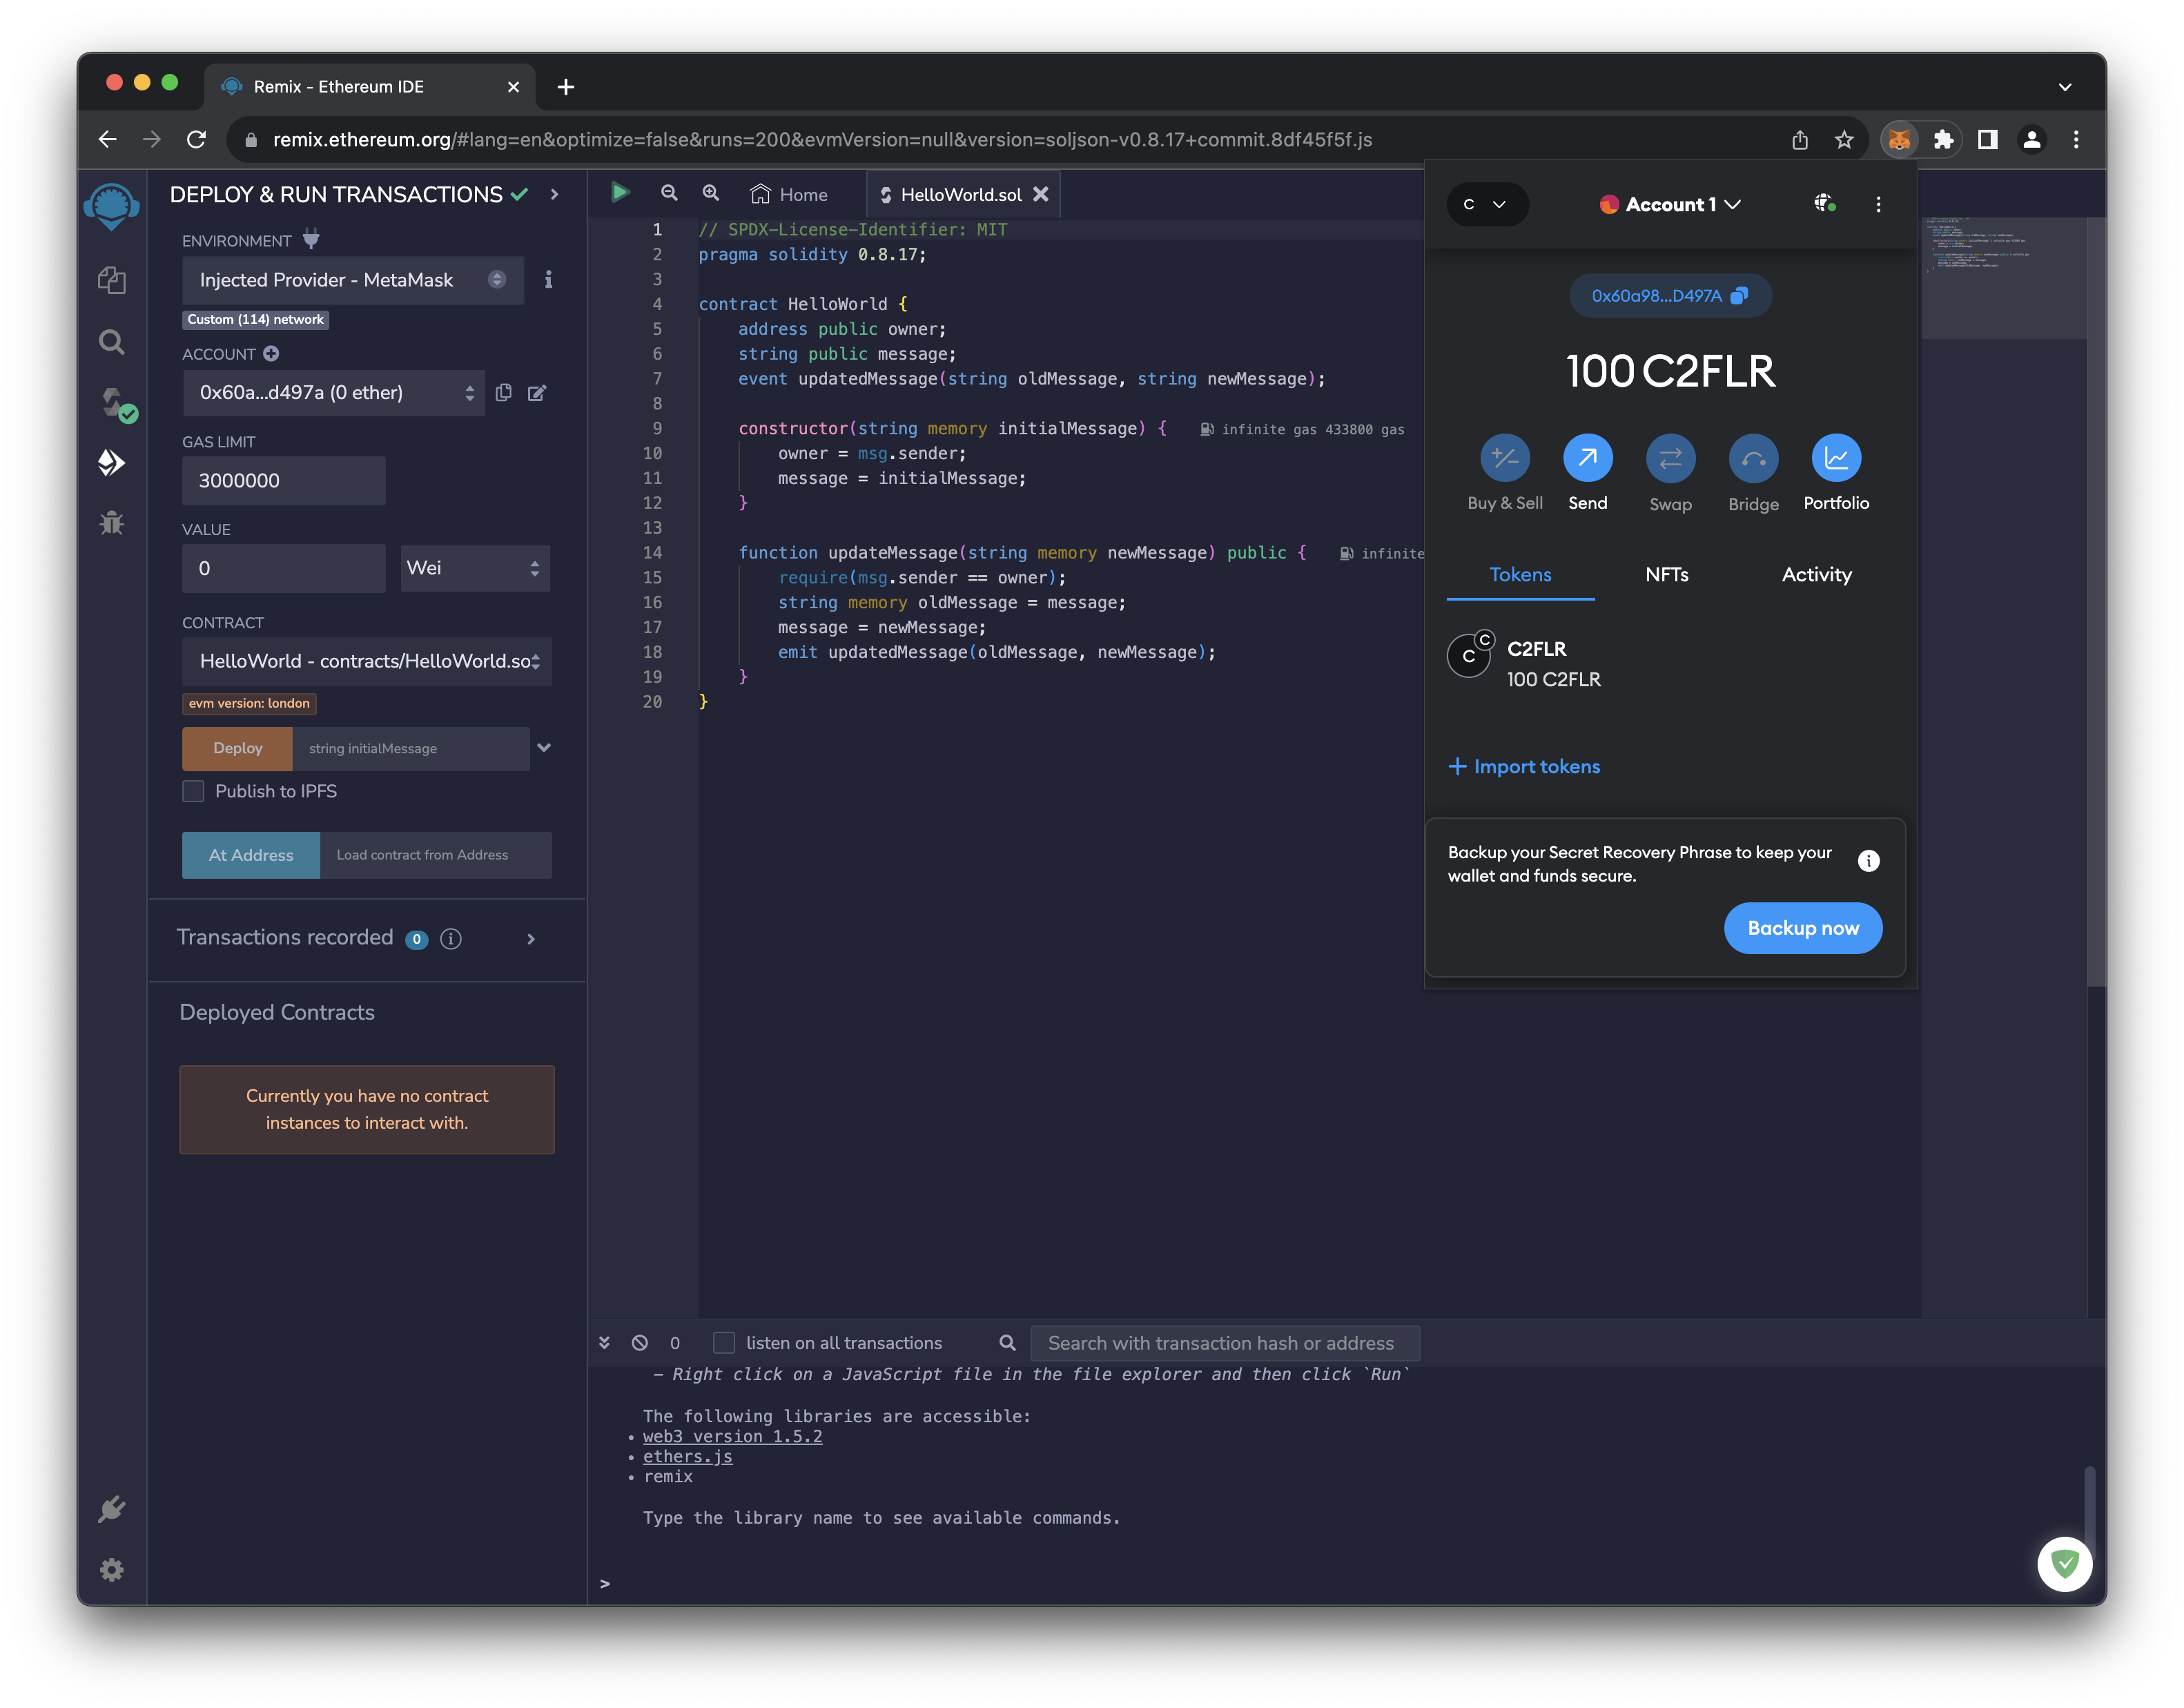 Remix - Ethereum IDE
remix.ethereum.org/#lang=en&optimize=false&runs=200&evmVersion=null&version=soljson-v0.8.17+commit.8df45f5f.js
DEPLOY & RUN TRANSACTIONS
ENVIRONMENT
Injected Provider - MetaMask
Custom (114) network
ACCOUNT
0x60a...d497a (0 ether)
GAS LIMIT
3000000
VALUE
0
Wei
CONTRACT
HelloWorld - contracts/HelloWorld.so
evm version: london
Deploy
string initialMessage
Publish to IPFS
At Address
Load contract from Address
Transactions recorded 0 i
Deployed Contracts
Currently you have no contract
instances to interact with.
Home
HelloWorld.sol
1 // SPDX-License-Identifier: MIT
2 pragma solidity 0.8.17;
3
4 contract HelloWorld {
5 address public owner;
6 string public message;
7 event updatedMessage(string oldMessage, string newMessage);
8
9 constructor(string memory initialMessage) { infinite gas 433800 gas
10 owner = msg.sender;
11 message = initialMessage;
12 }
13
14 function updateMessage(string memory newMessage) public { infinite
15 require(msg.sender == owner);
16 string memory oldMessage = message;
17 message = newMessage;
18 emit updatedMessage(oldMessage, newMessage);
19 }
20 }
C
Account 1
0x60a98...D497A
100 C2FLR
Buy & Sell
Send
Swap
Bridge
Portfolio
Tokens
NFTs
Activity
C
C
C2FLR
100 C2FLR
+ Import tokens
Backup your Secret Recovery Phrase to keep your
wallet and funds secure.
Backup now
0
listen on all transactions
Search with transaction hash or address
- Right click on a JavaScript file in the file explorer and then click `Run`
The following libraries are accessible:
• web3 version 1.5.2
• ethers.js
• remix
Type the library name to see available commands.
>